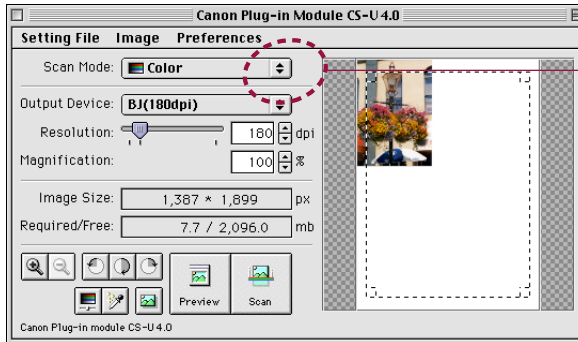 Canon Plug-in Module CS-U 4.0
Setting File Image Preferences
Scan Mode: Color
Output Device: BJ(180dpi)
Resolution: 180 dpi
Magnification: 100 %
Image Size: 1,387 * 1,899 px
Required/Free: 7.7 / 2,096.0 mb
Preview Scan
Canon Plug-in module CS-U 4.0